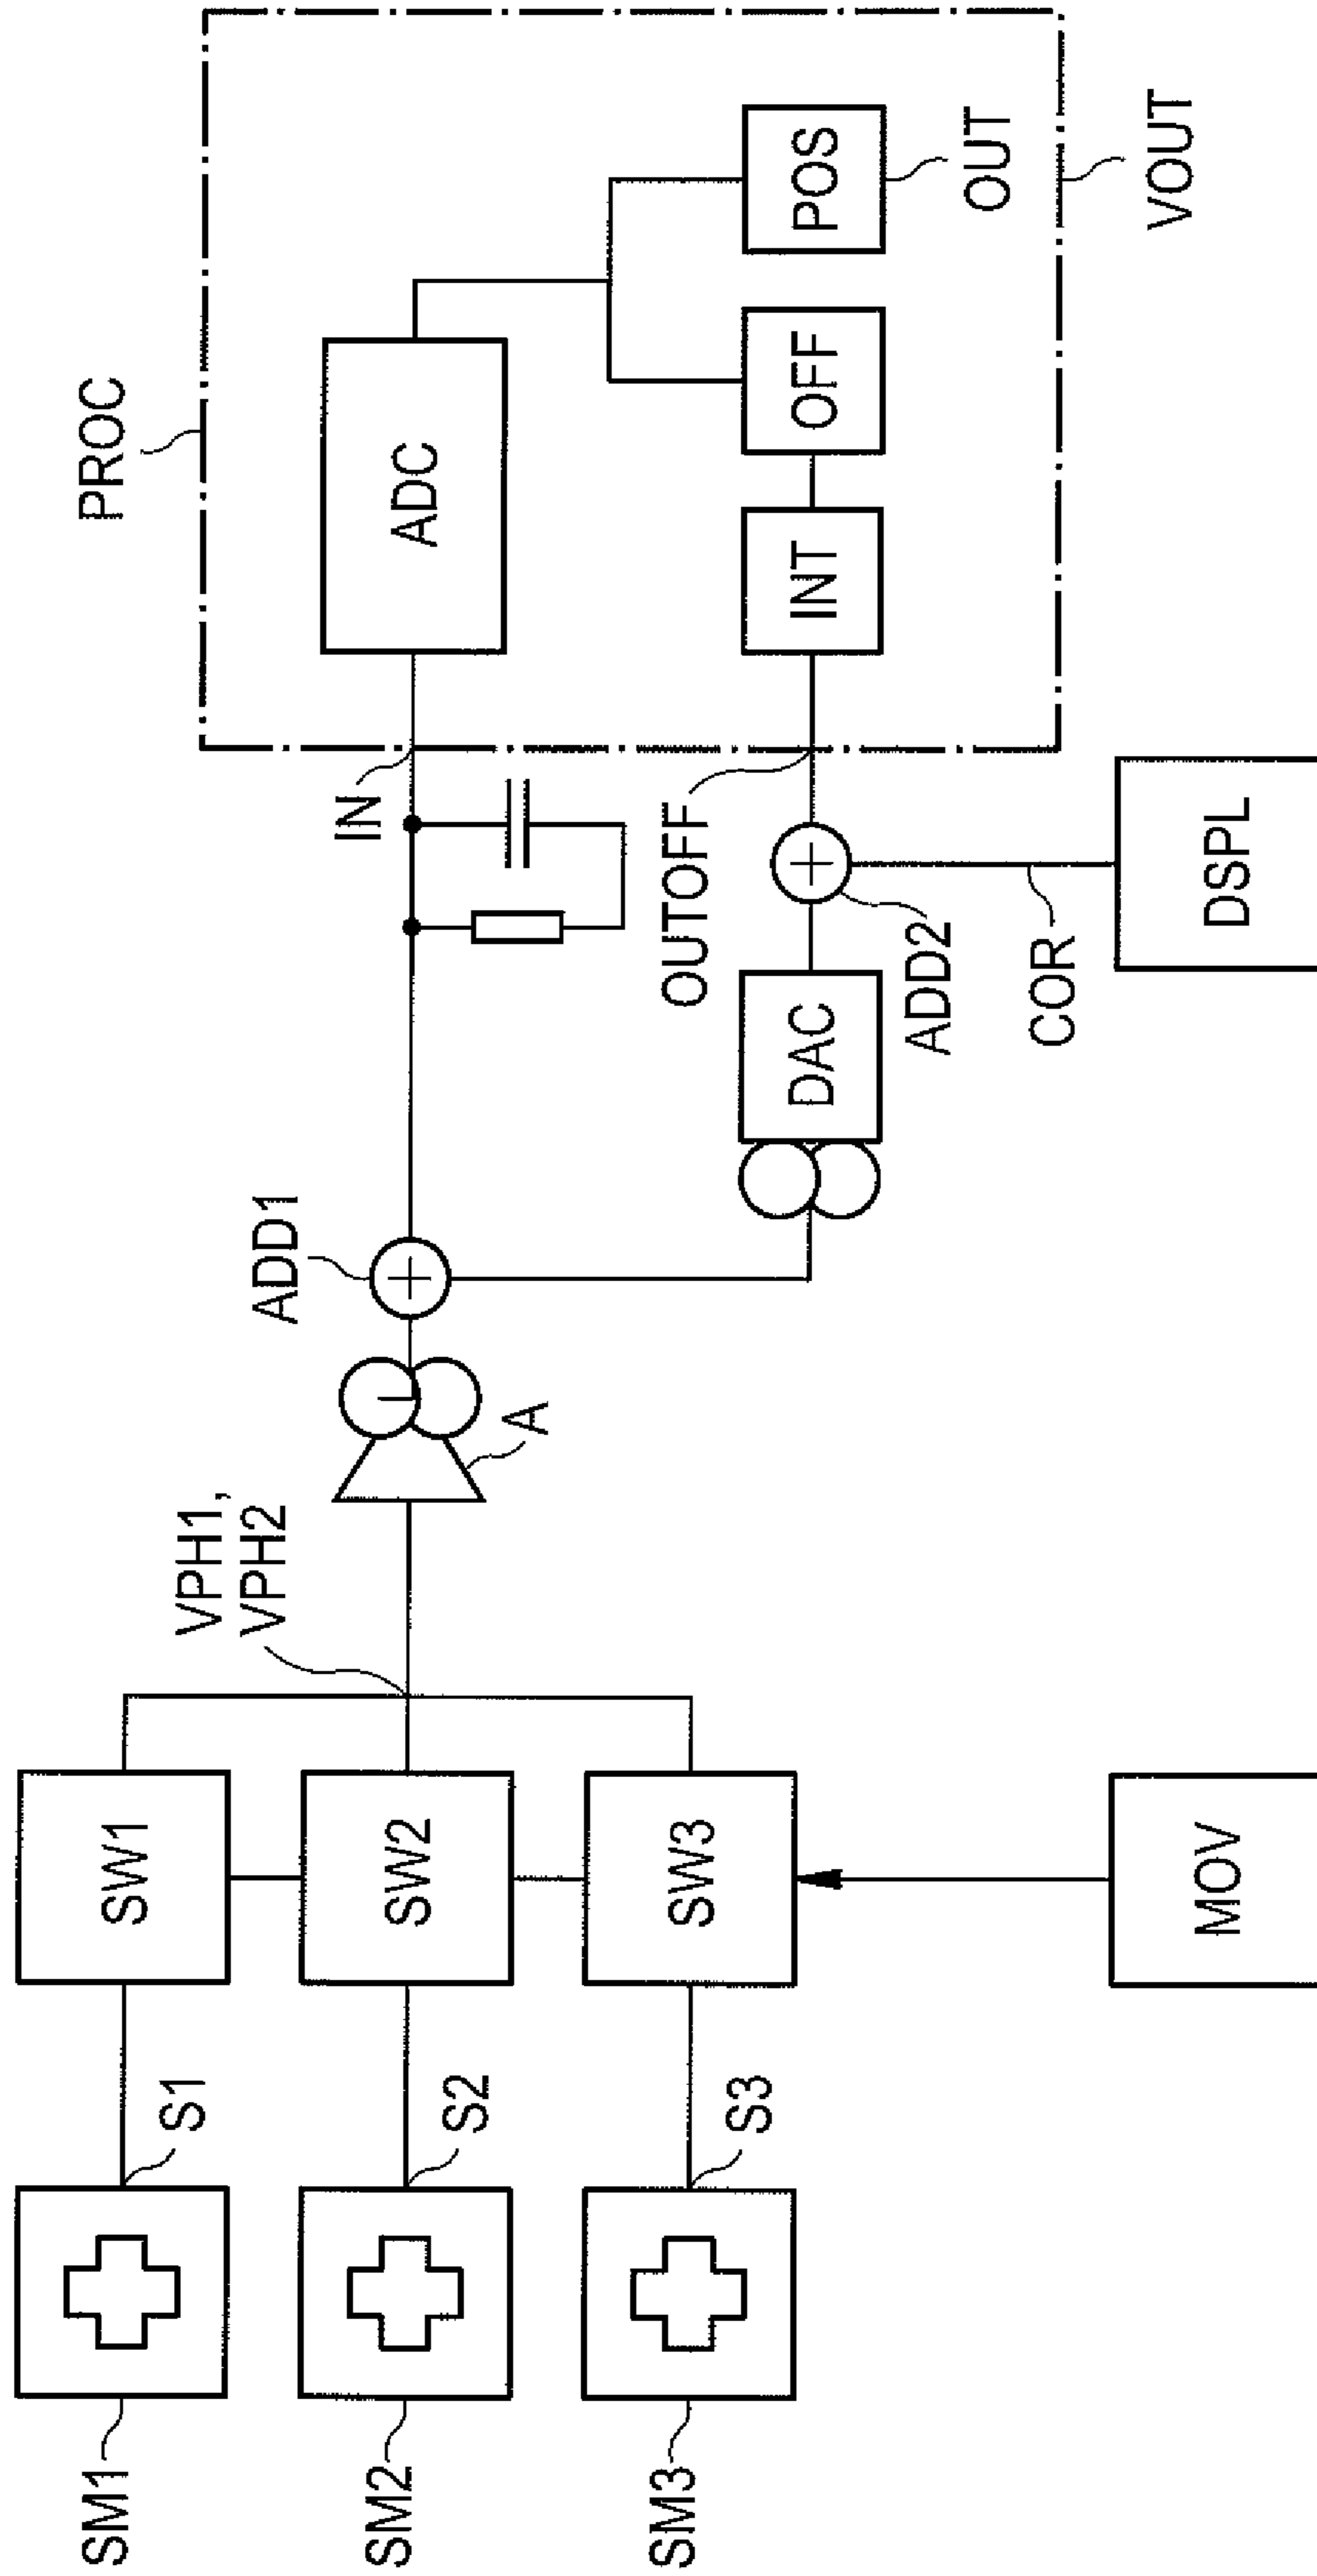 SM1
S1
SW1
SM2
S2
SW2
SM3
S3
SW3
MOV
VPH1,
VPH2
A
ADD1
IN
PROC
ADC
OUTOFF
DAC
ADD2
COR
DSPL
INT
OFF
POS
OUT
VOUT